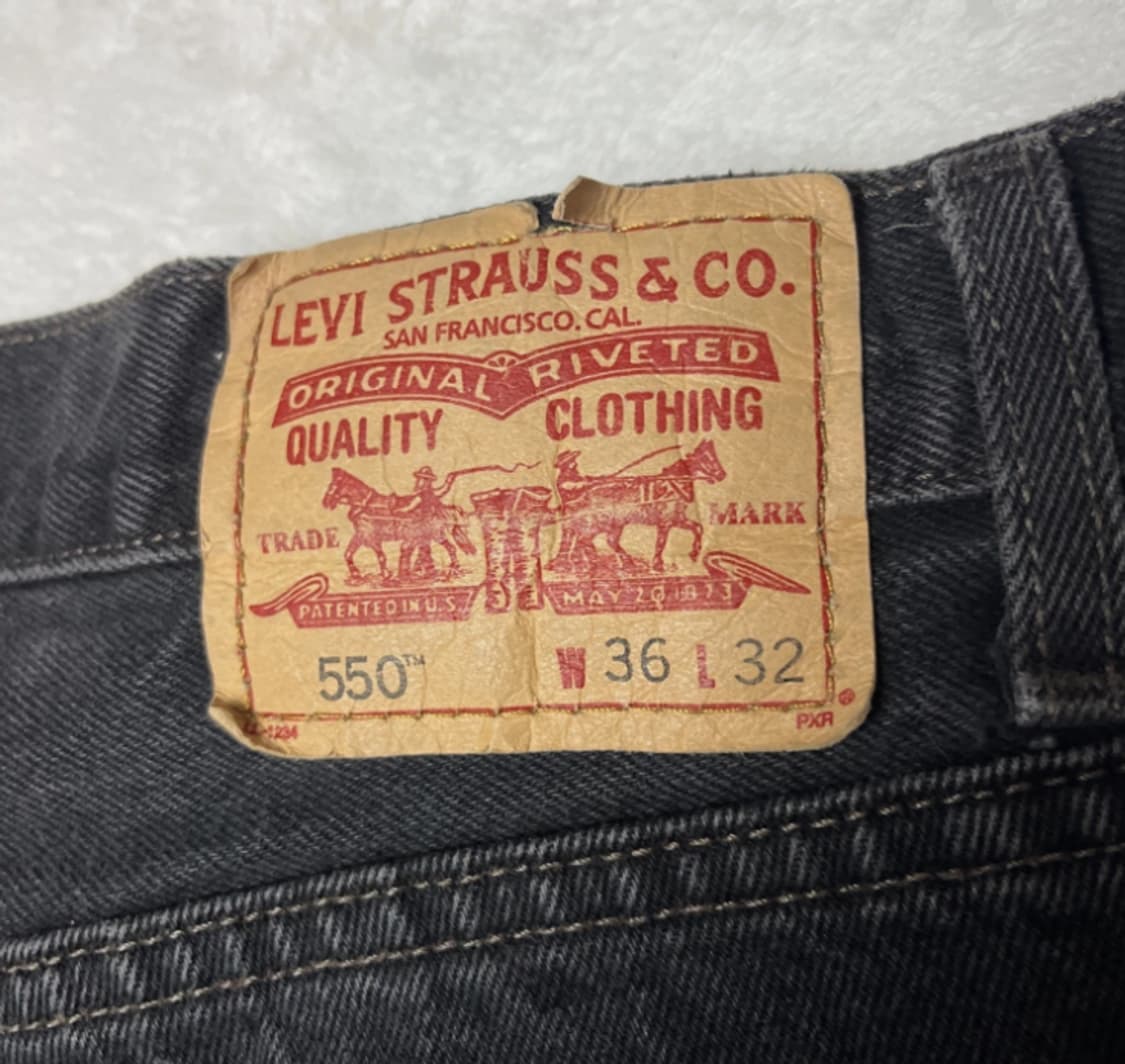 LEVI STRAUSS & CO.
SAN FRANCISCO. CAL.
ORIGINAL RIVETED
QUALITY CLOTHING
TRADE MARK
PATENTED IN U.S. MAY 20 1873
550™ W 36 L 32
PXR ®